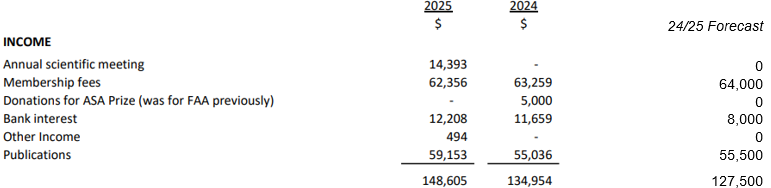 2025 2024
$ $ 24/25 Forecast
INCOME
Annual scientific meeting 14,393 - 0
Membership fees 62,356 63,259 64,000
Donations for ASA Prize (was for FAA previously) - 5,000 0
Bank interest 12,208 11,659 8,000
Other Income 494 - 0
Publications 59,153 55,036 55,500
148,605 134,954 127,500